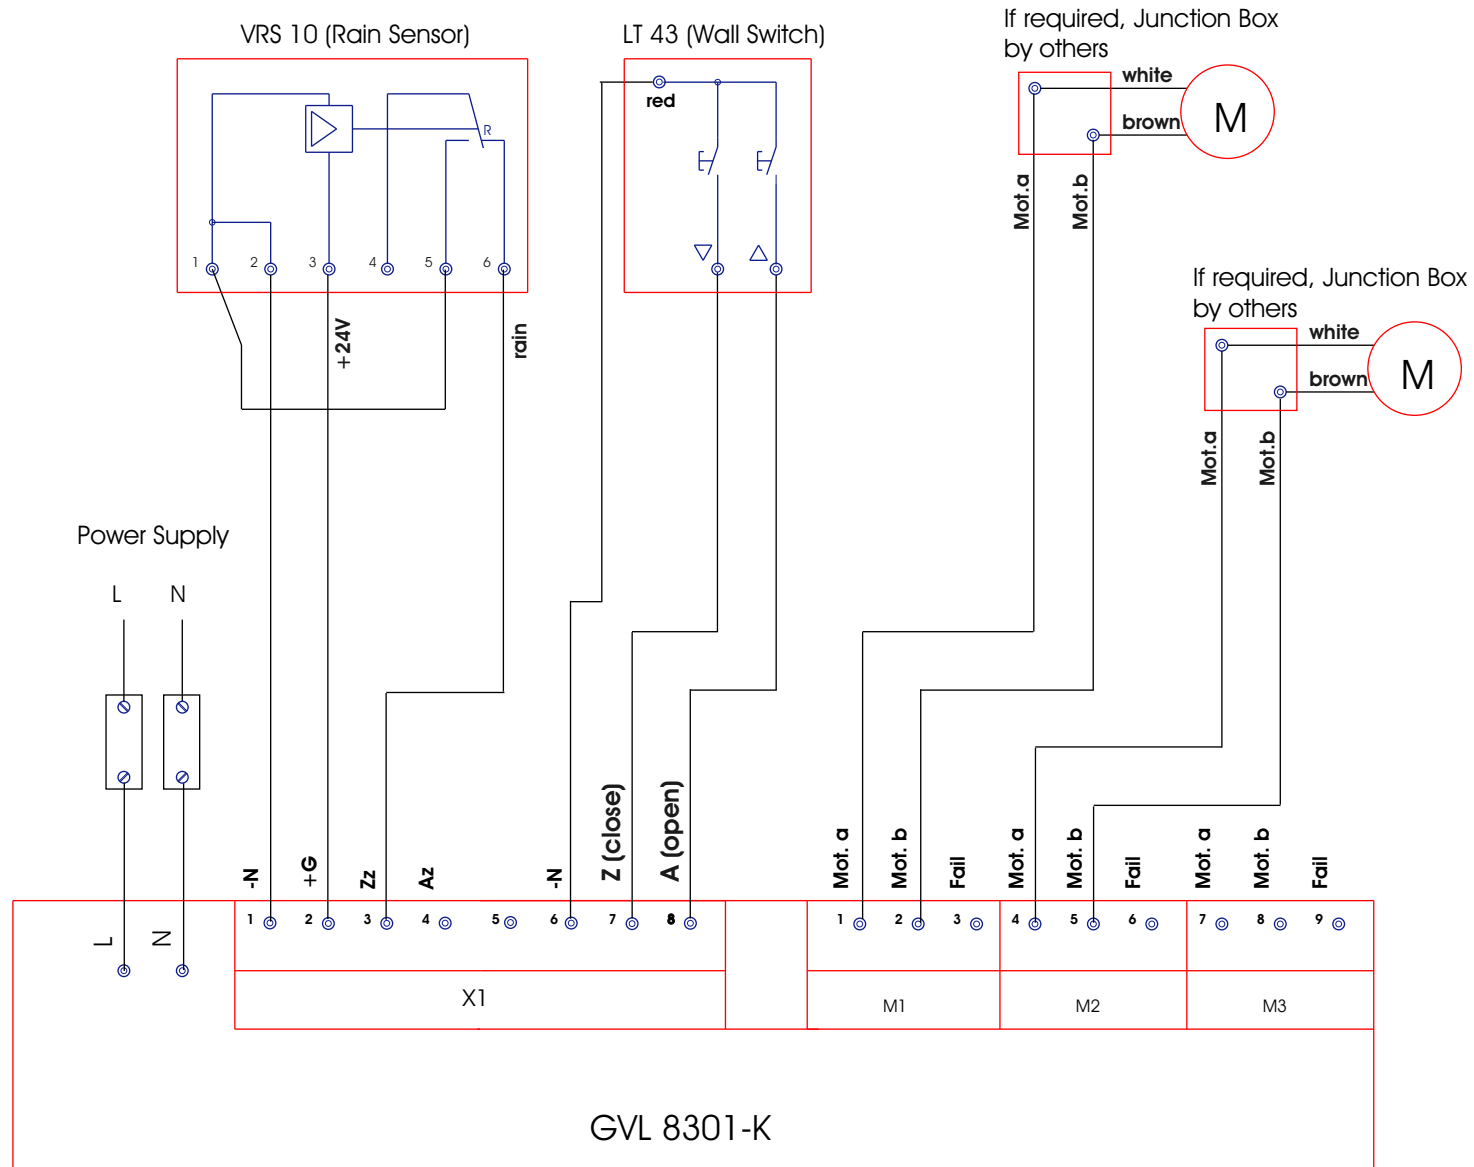 VRS 10 (Rain Sensor)
LT 43 (Wall Switch)
If required, Junction Box
by others
white
brown
M
red
R
1 2 3 4 5 6
+24V
rain
Mot.a
Mot.b
If required, Junction Box
by others
white
brown
M
Mot.a
Mot.b
Power Supply
L N
-N
+G
Zz
Az
-N
Z (close)
A (open)
Mot. a
Mot. b
Fail
Mot. a
Mot. b
Fail
Mot. a
Mot. b
Fail
L
N
1 2 3 4 5 6 7 8
1 2 3 4 5 6 7 8 9
X1
M1
M2
M3
GVL 8301-K